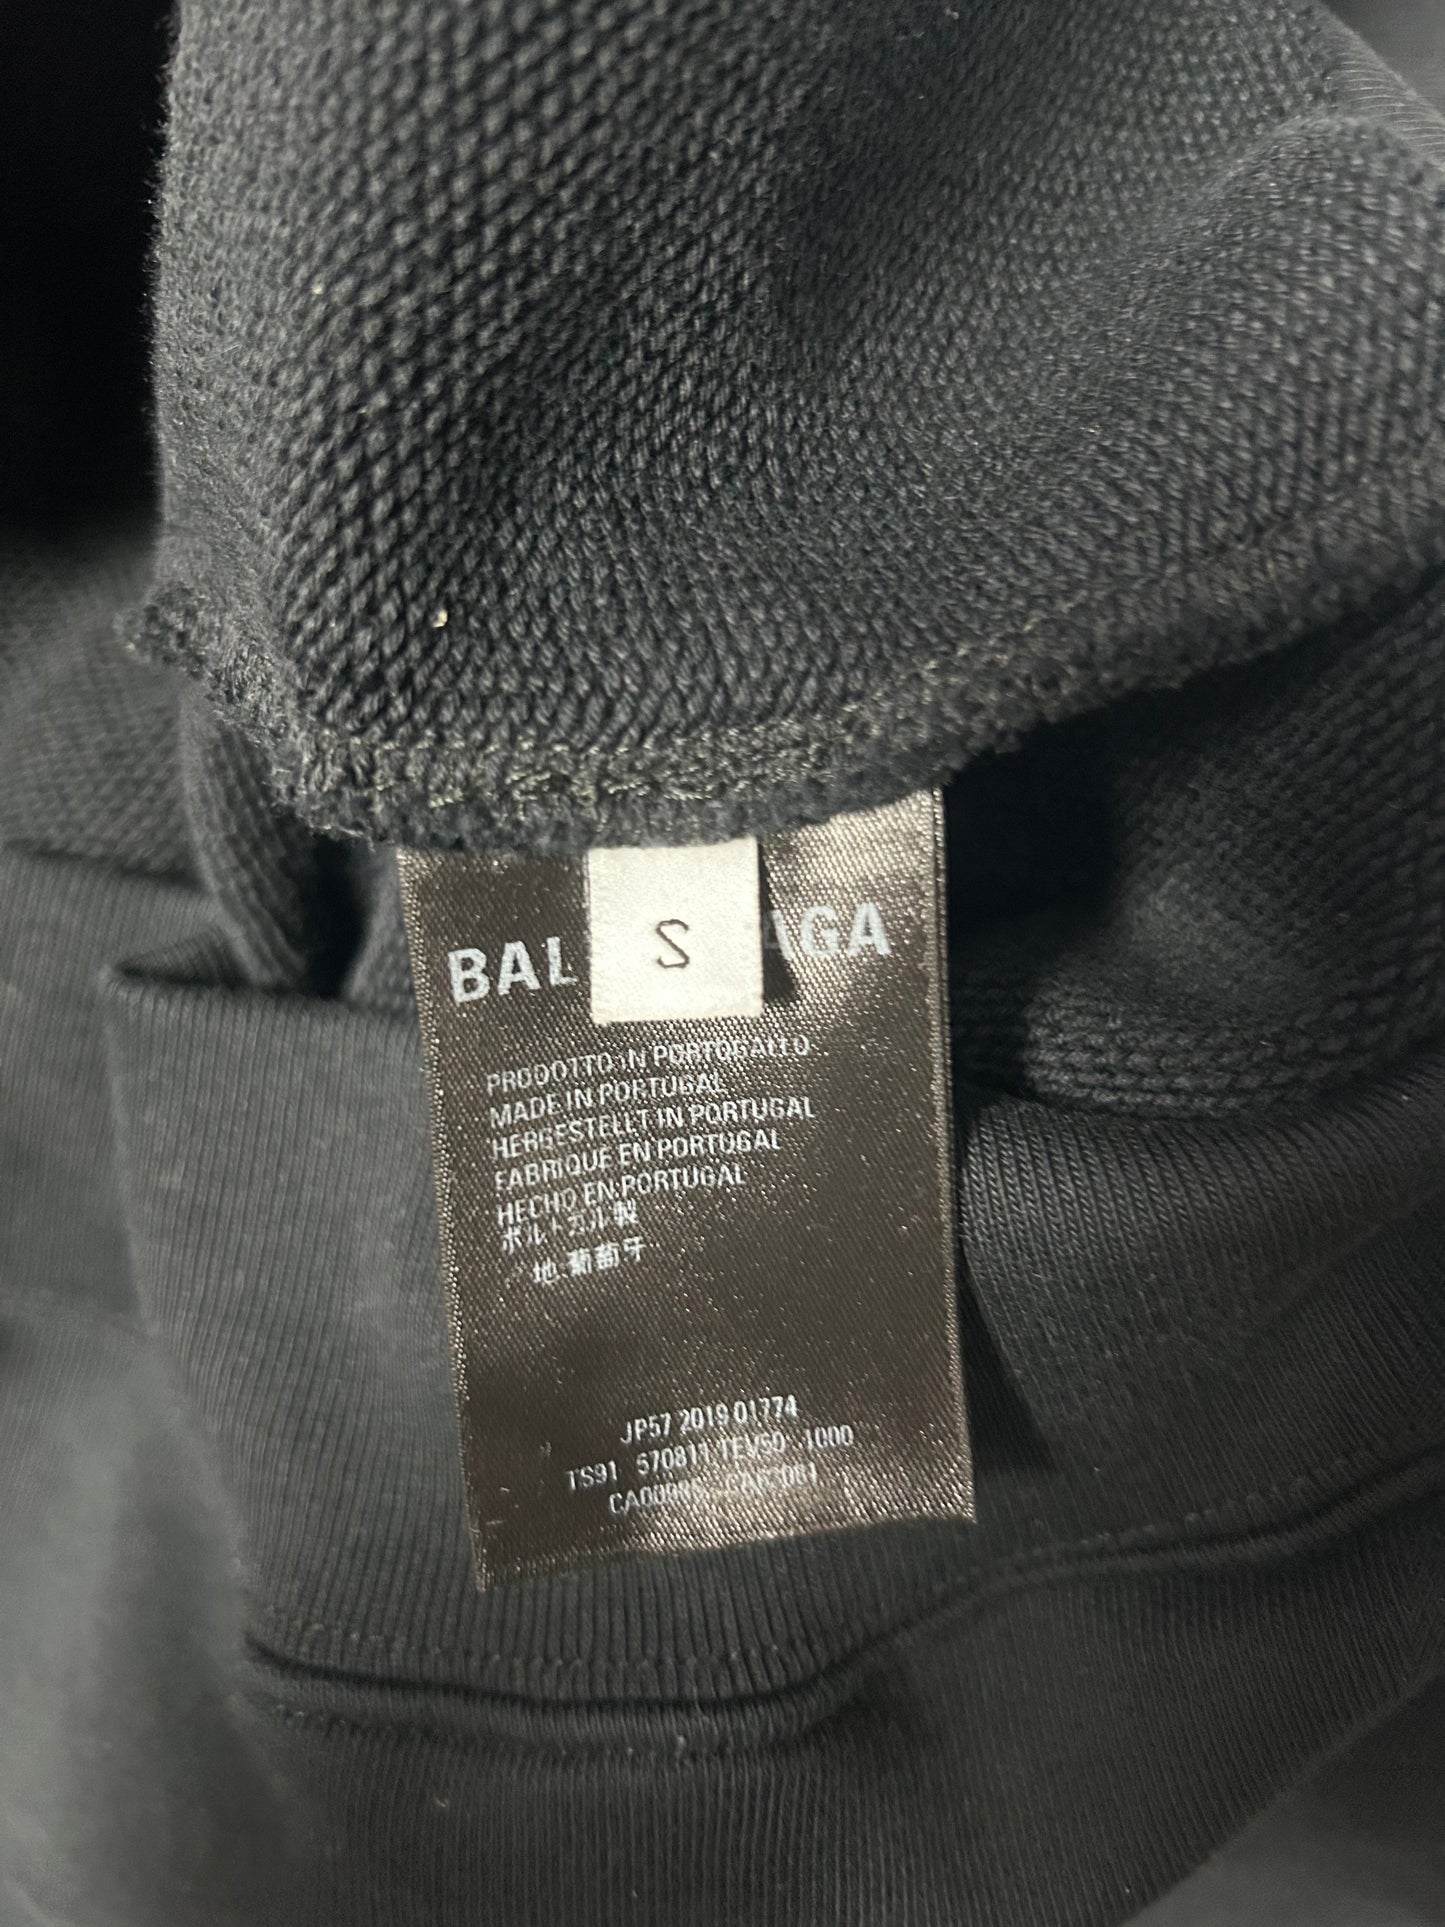 BAL AGA
S
PRODOTTO IN PORTOGALLO
MADE IN PORTUGAL
HERGESTELLT IN PORTUGAL
FABRIQUE EN PORTUGAL
HECHO EN PORTUGAL
ポルトガル製
地:葡萄牙
JP57 2019 01774
TS91 570811 TEV50 1000